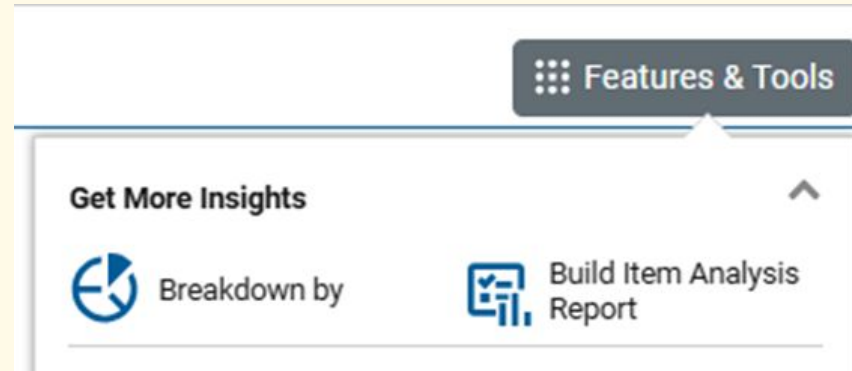 Features & Tools
Get More Insights
Breakdown by
Build Item Analysis
Report